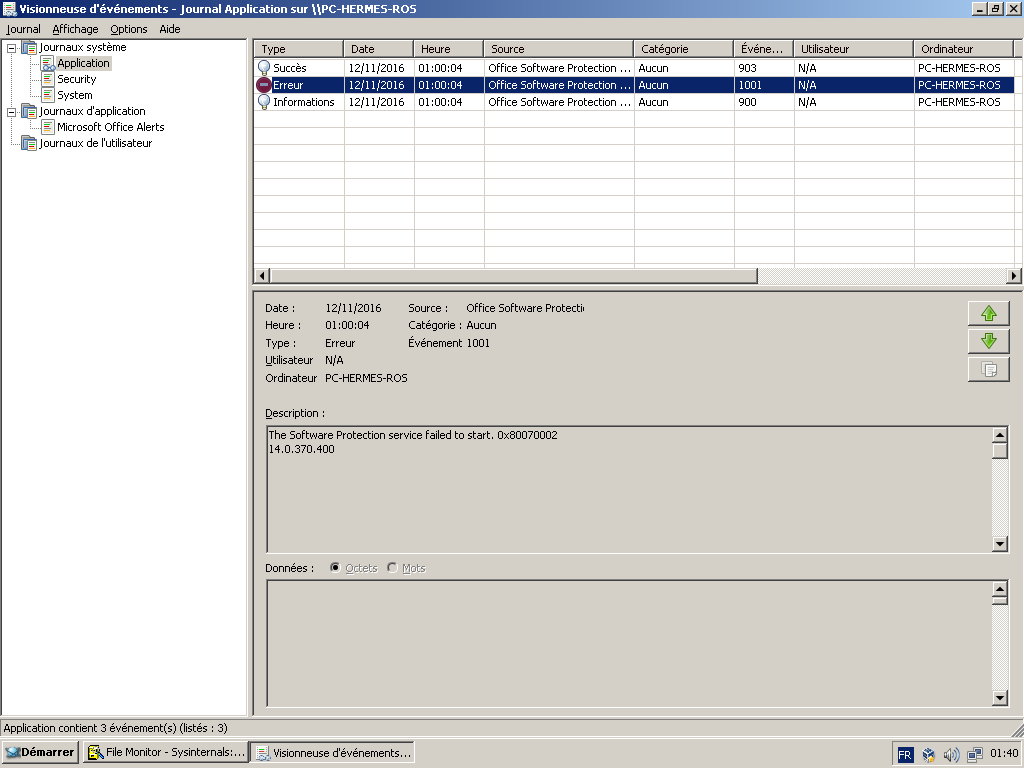 Visionneuse d'événements - Journal Application sur \\PC-HERMES-ROS
Journal Affichage Options Aide
Journaux système
Application
Security
System
Journaux d'application
Microsoft Office Alerts
Journaux de l'utilisateur
Type Date Heure Source Catégorie Événe... Utilisateur Ordinateur
Succès 12/11/2016 01:00:04 Office Software Protection ... Aucun 903 N/A PC-HERMES-ROS
Erreur 12/11/2016 01:00:04 Office Software Protection ... Aucun 1001 N/A PC-HERMES-ROS
Informations 12/11/2016 01:00:04 Office Software Protection ... Aucun 900 N/A PC-HERMES-ROS
Date : 12/11/2016 Source : Office Software Protecti
Heure : 01:00:04 Catégorie : Aucun
Type : Erreur Événement 1001
Utilisateur N/A
Ordinateur PC-HERMES-ROS
Description :
The Software Protection service failed to start. 0x80070002
14.0.370.400
Données : Octets Mots
Application contient 3 événement(s) (listés : 3)
Démarrer File Monitor - Sysinternals:... Visionneuse d'événements... FR 01:40